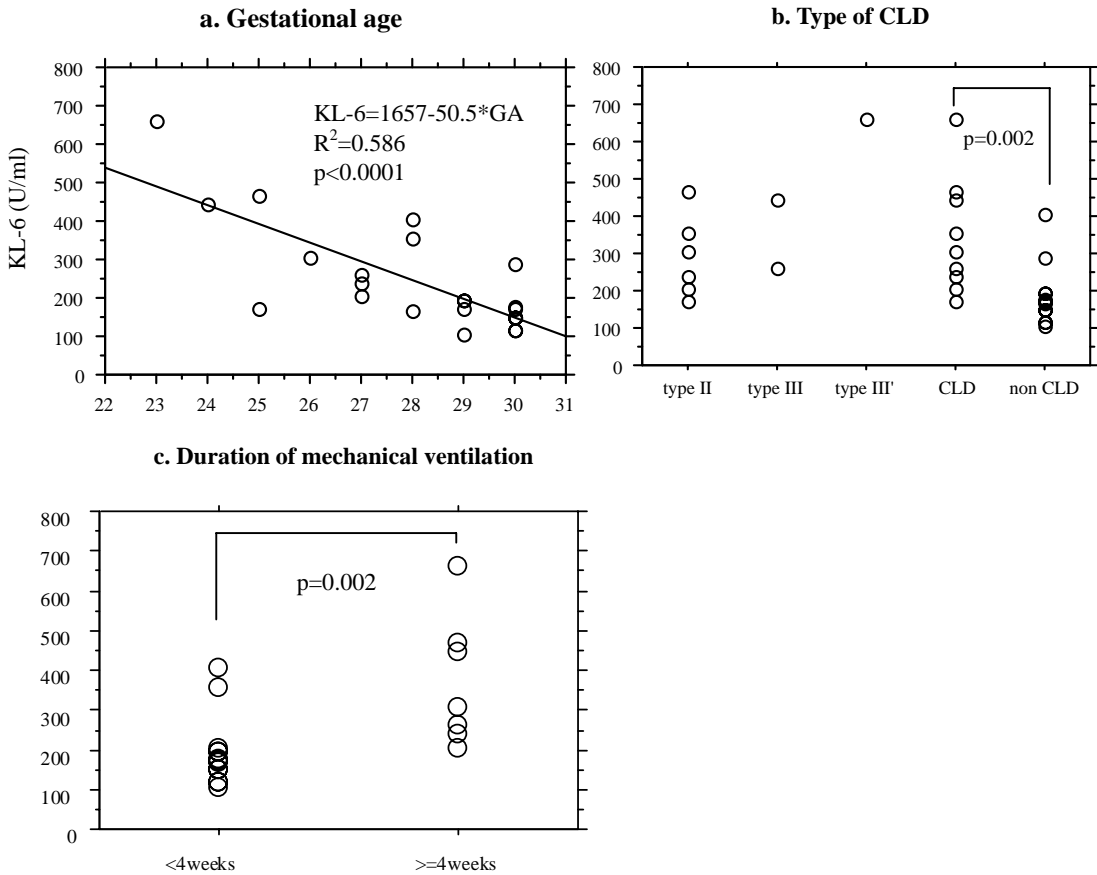 a. Gestational age
800
700
600
500
400
300
200
100
0
KL-6 (U/ml)
KL-6=1657-50.5*GA
R²=0.586
p<0.0001
22 23 24 25 26 27 28 29 30 31
b. Type of CLD
800
700
600
500
400
300
200
100
0
p=0.002
type II type III type III' CLD non CLD
c. Duration of mechanical ventilation
800
700
600
500
400
300
200
100
0
p=0.002
<4weeks >=4weeks